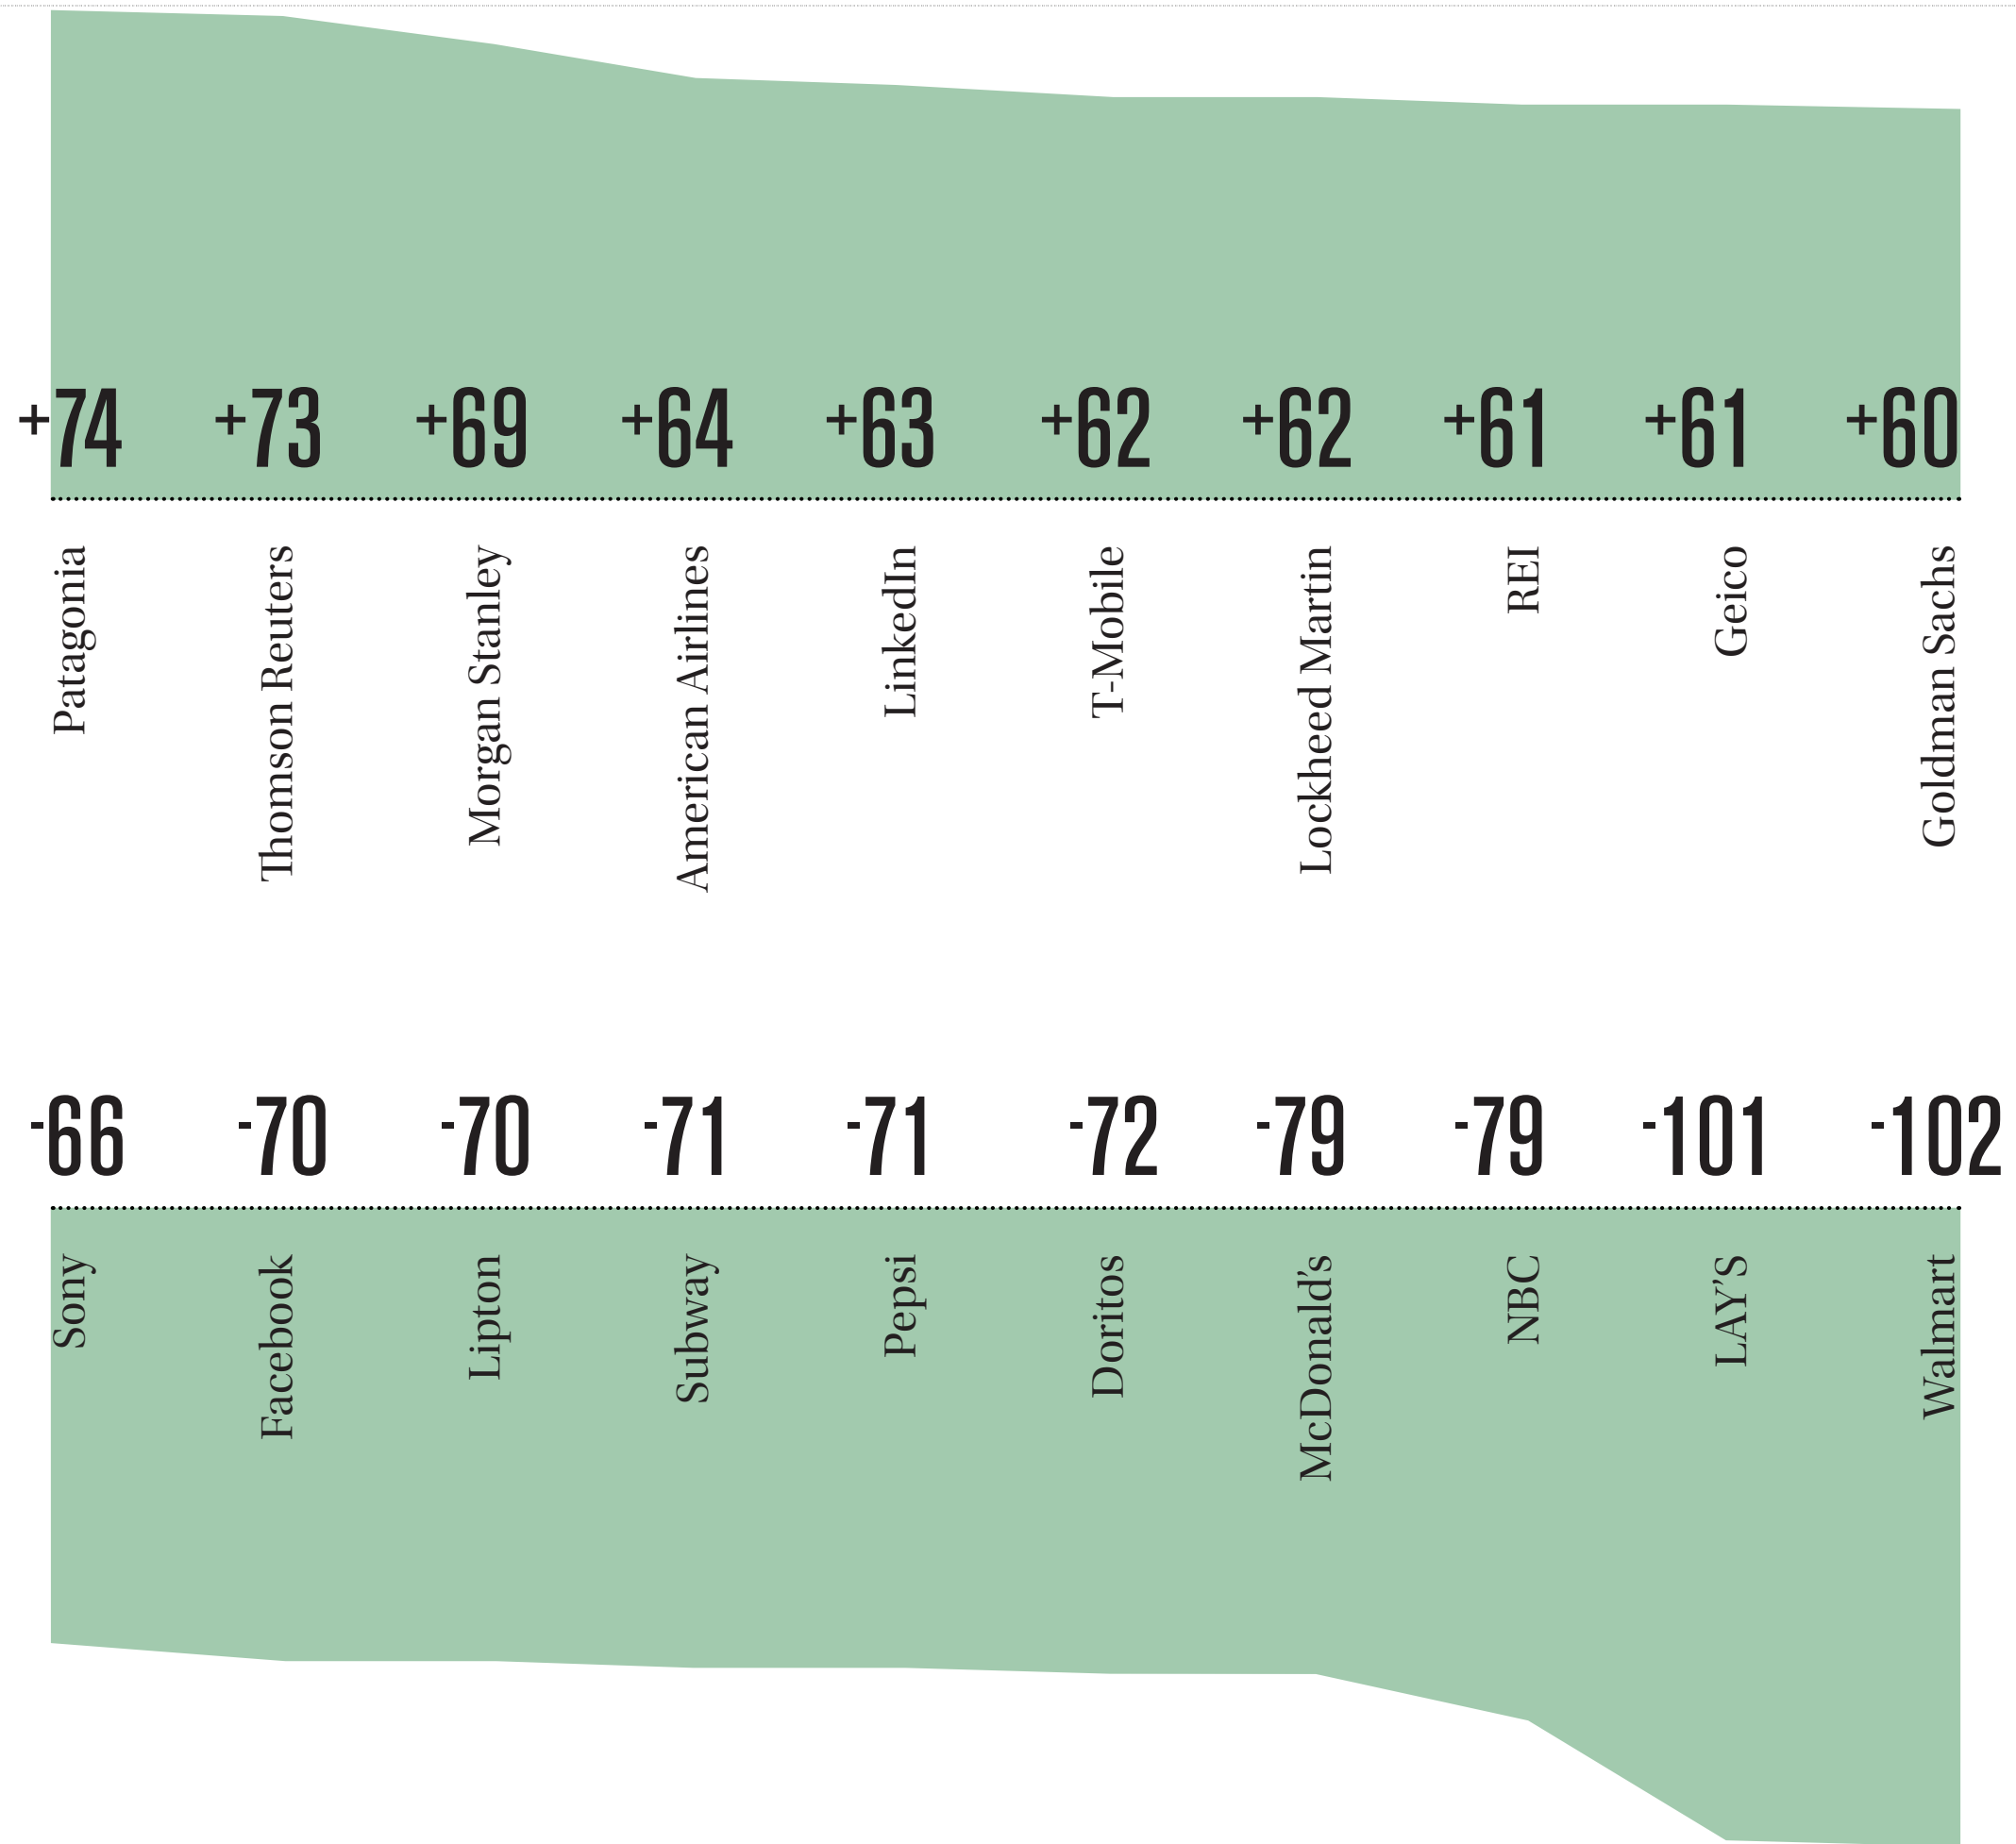 +74 +73 +69 +64 +63 +62 +62 +61 +61 +60
Patagonia
Thomson Reuters
Morgan Stanley
American Airlines
LinkedIn
T-Mobile
Lockheed Martin
REI
Geico
Goldman Sachs
-66 -70 -70 -71 -71 -72 -79 -79 -101 -102
Sony
Facebook
Lipton
Subway
Pepsi
Doritos
McDonald’s
NBC
LAY’S
Walmart